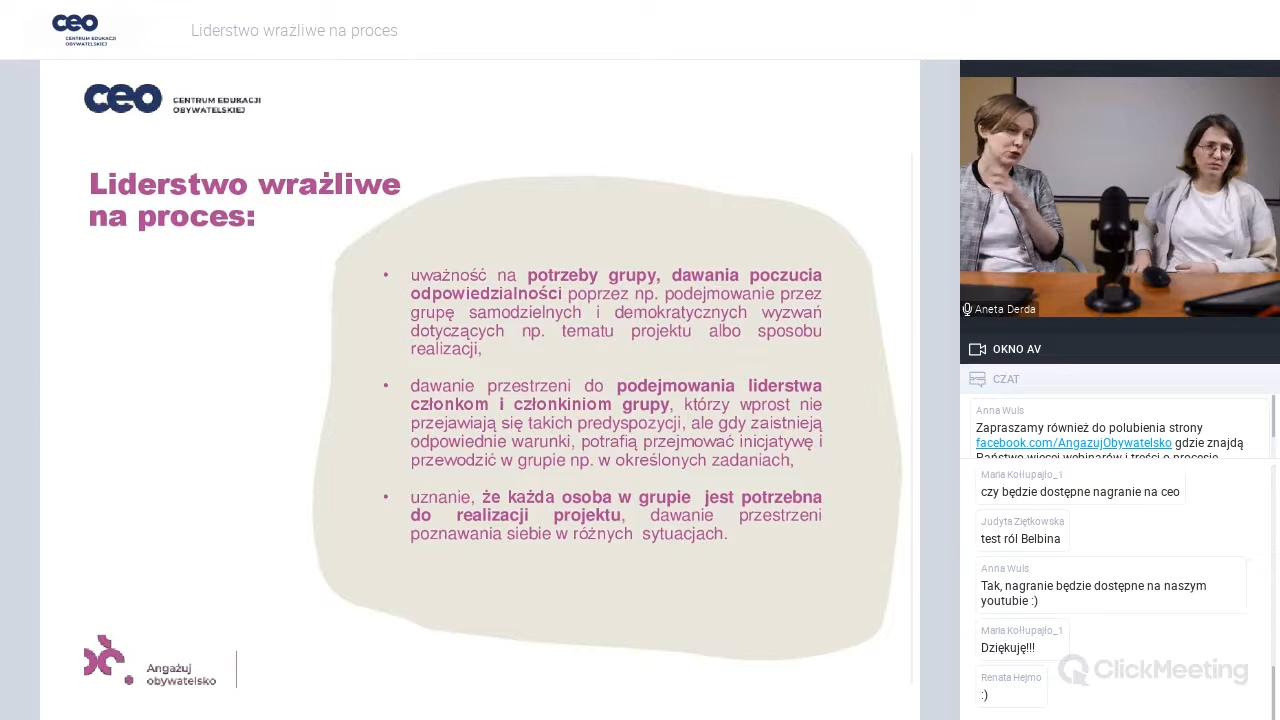 ceo
CENTRUM EDUKACJI
OBYWATELSKIEJ
Liderstwo wrażliwe na proces
ceo
CENTRUM EDUKACJI
OBYWATELSKIEJ
Liderstwo wrażliwe
na proces:
• uważność na potrzeby grupy, dawania poczucia
odpowiedzialności poprzez np. podejmowanie przez
grupę samodzielnych i demokratycznych wyzwań
dotyczących np. tematu projektu albo sposobu
realizacji,
• dawanie przestrzeni do podejmowania liderstwa
członkom i członkiniom grupy, którzy wprost nie
przejawiają się takich predyspozycji, ale gdy zaistnieją
odpowiednie warunki, potrafią przejmować inicjatywę i
przewodzić w grupie np. w określonych zadaniach,
• uznanie, że każda osoba w grupie jest potrzebna
do realizacji projektu, dawanie przestrzeni
poznawania siebie w różnych sytuacjach.
Angażuj
obywatelsko
Aneta Derda
OKNO AV
CZAT
Anna Wuls
Zapraszamy również do polubienia strony
facebook.com/AngazujObywatelsko gdzie znajdą
Państwo więcej webinarów i treści o procesie
Maria Kołłupajło_1
czy będzie dostępne nagranie na ceo
Judyta Ziętkowska
test ról Belbina
Anna Wuls
Tak, nagranie będzie dostępne na naszym
youtubie :)
Maria Kołłupajło_1
Dziękuję!!!
Renata Hejmo
:)
ClickMeeting